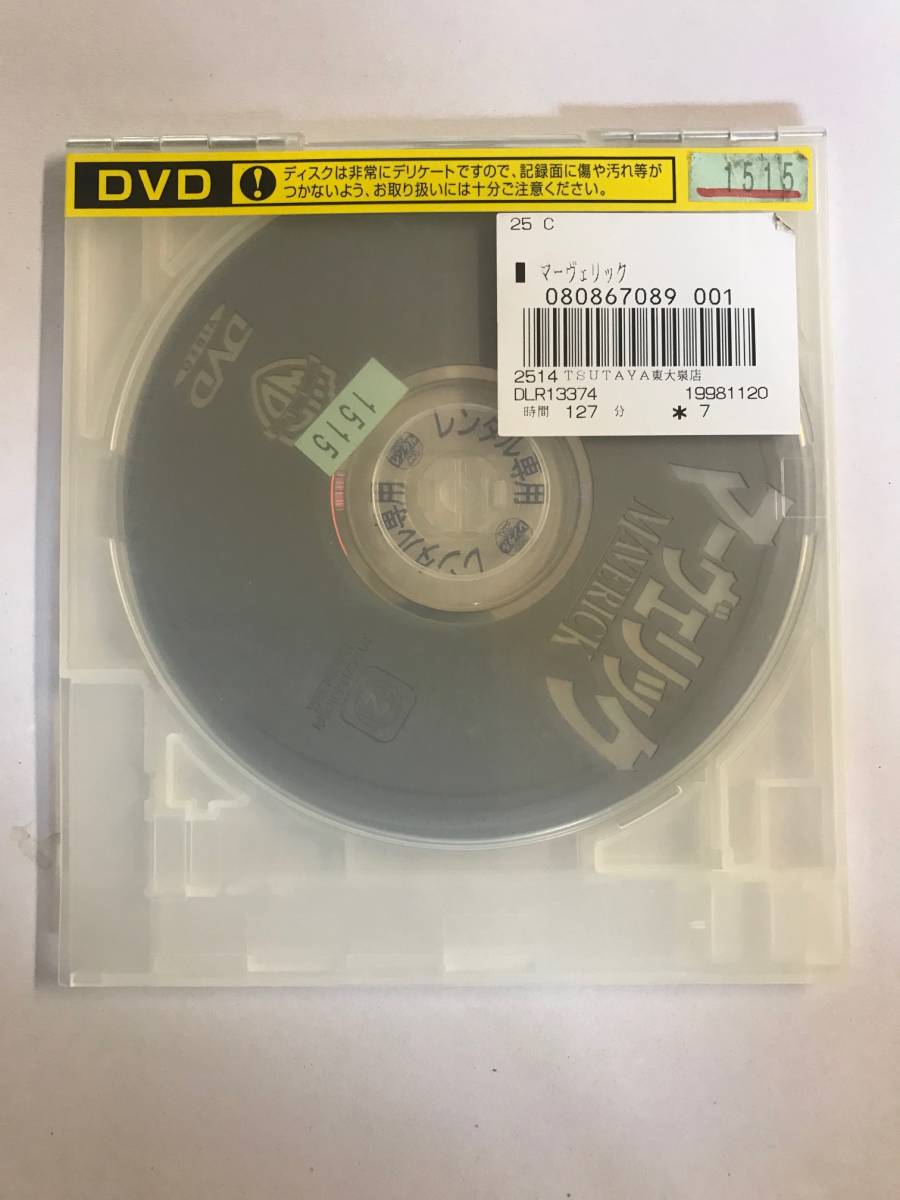 DVD
!
ディスクは非常にデリケートですので、記録面に傷や汚れ等が
つかないよう、お取り扱いには十分ご注意ください。
1515
25 C
マーヴェリック
080867089 001
2514 TSUTAYA東大泉店
DLR13374 19981120
時間 127 分 * 7
DVD
VIDEO
1515
レンタル専用
レンタル専用
マーヴェリック
MAVERICK
2